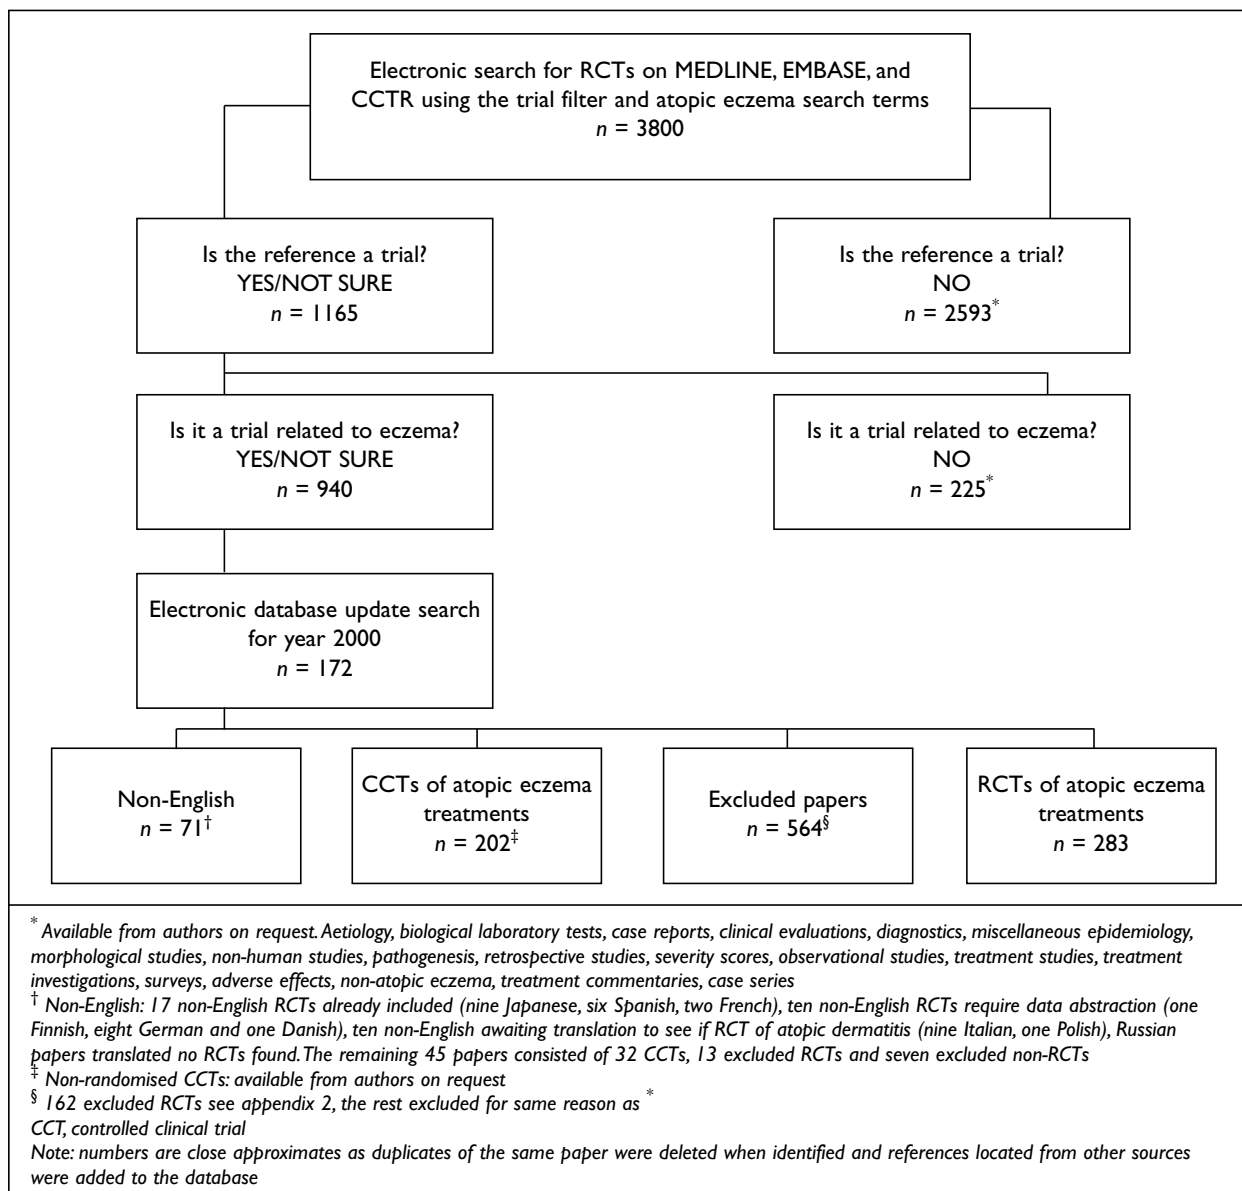 Electronic search for RCTs on MEDLINE, EMBASE, and
CCTR using the trial filter and atopic eczema search terms
n = 3800
Is the reference a trial?
YES/NOT SURE
n = 1165
Is the reference a trial?
NO
n = 2593*
Is it a trial related to eczema?
YES/NOT SURE
n = 940
Is it a trial related to eczema?
NO
n = 225*
Electronic database update search
for year 2000
n = 172
Non-English
n = 71†
CCTs of atopic eczema
treatments
n = 202‡
Excluded papers
n = 564§
RCTs of atopic eczema
treatments
n = 283
* Available from authors on request. Aetiology, biological laboratory tests, case reports, clinical evaluations, diagnostics, miscellaneous epidemiology,
morphological studies, non-human studies, pathogenesis, retrospective studies, severity scores, observational studies, treatment studies, treatment
investigations, surveys, adverse effects, non-atopic eczema, treatment commentaries, case series
† Non-English: 17 non-English RCTs already included (nine Japanese, six Spanish, two French), ten non-English RCTs require data abstraction (one
Finnish, eight German and one Danish), ten non-English awaiting translation to see if RCT of atopic dermatitis (nine Italian, one Polish), Russian
papers translated no RCTs found. The remaining 45 papers consisted of 32 CCTs, 13 excluded RCTs and seven excluded non-RCTs
‡ Non-randomised CCTs: available from authors on request
§ 162 excluded RCTs see appendix 2, the rest excluded for same reason as *
CCT, controlled clinical trial
Note: numbers are close approximates as duplicates of the same paper were deleted when identified and references located from other sources
were added to the database